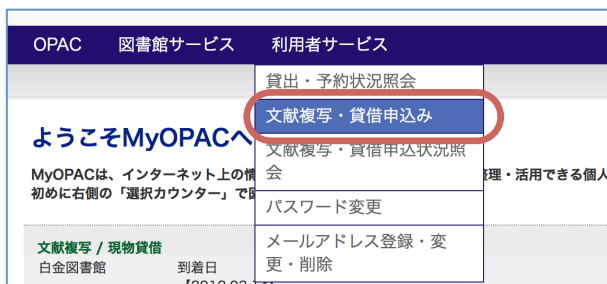 OPAC 図書館サービス 利用者サービス
貸出・予約状況照会
文献複写・貸借申込み
文献複写・貸借申込状況照
会
パスワード変更
メールアドレス登録・変
更・削除
ようこそMyOPACへ
MyOPACは、インターネット上の情 整理・活用できる個人
初めに右側の「選択カウンター」で
文献複写 / 現物貸借
白金図書館 到着日